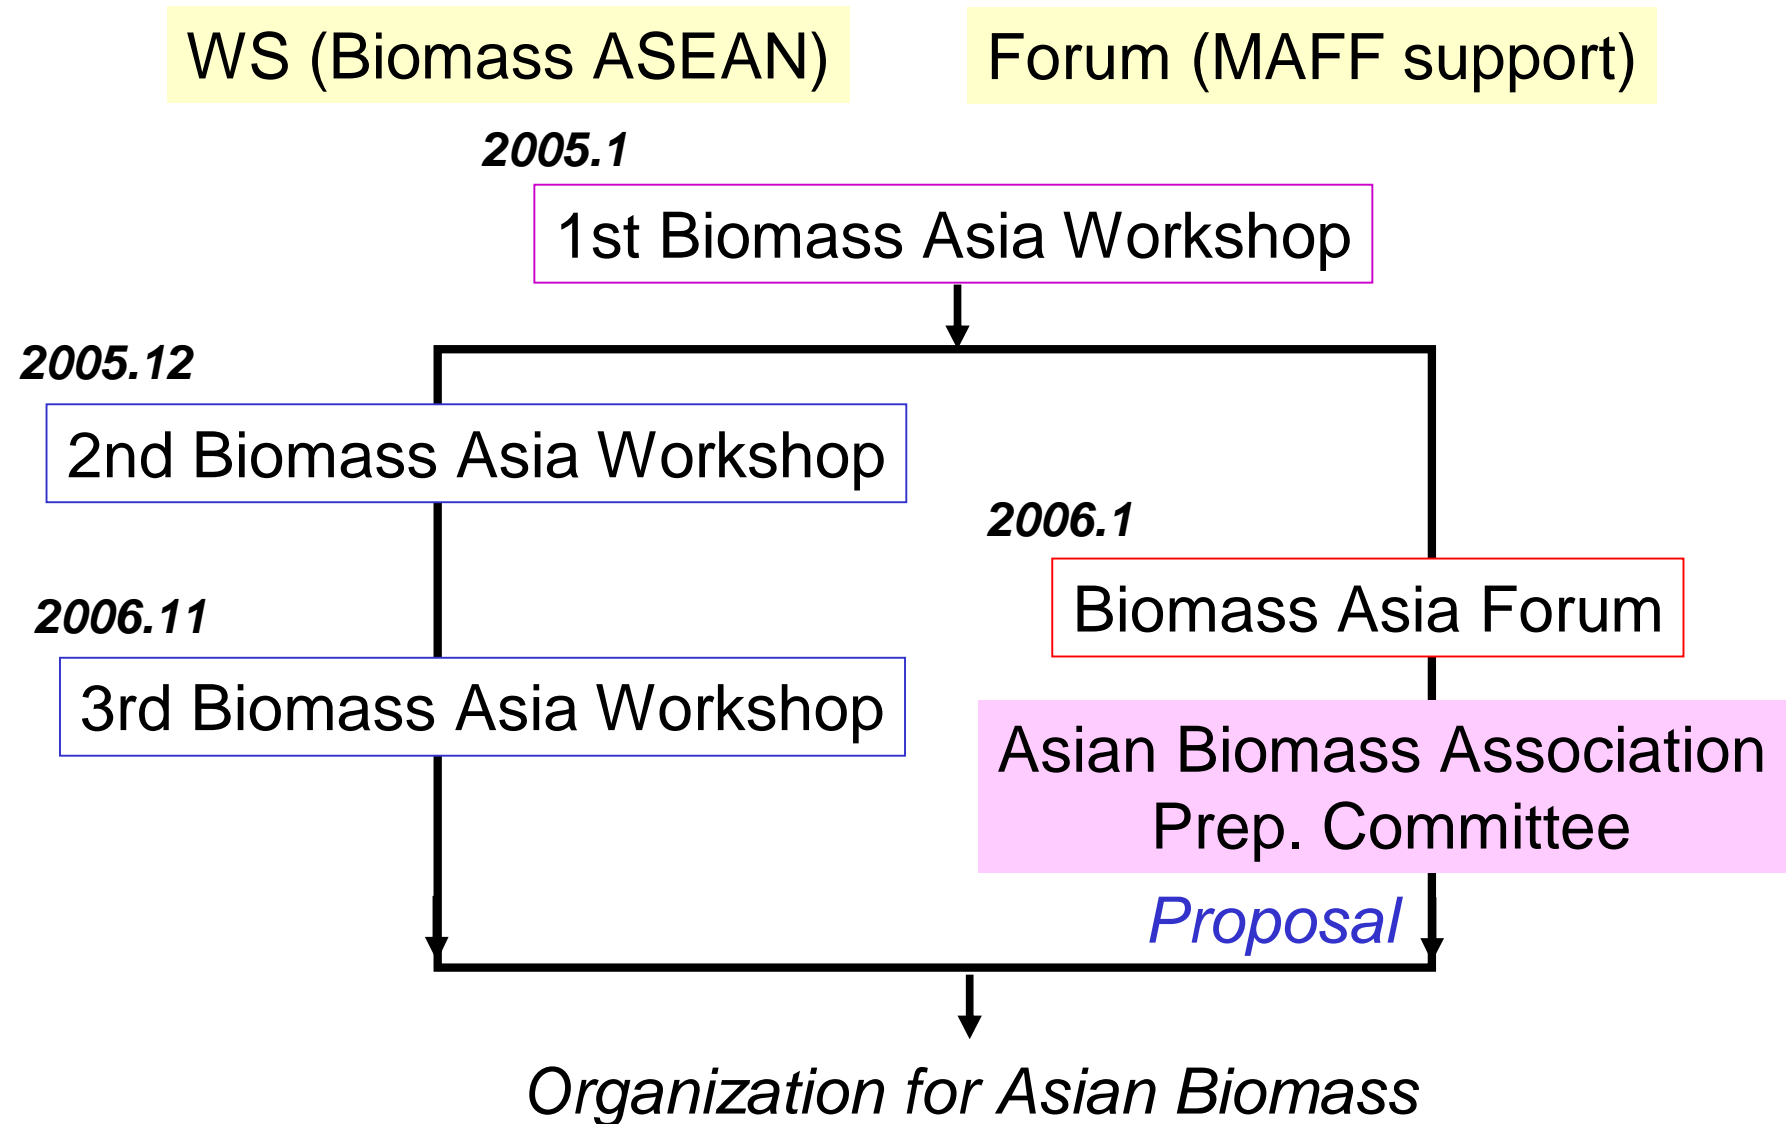 WS (Biomass ASEAN)
Forum (MAFF support)
2005.1
1st Biomass Asia Workshop
2005.12
2nd Biomass Asia Workshop
2006.1
Biomass Asia Forum
2006.11
3rd Biomass Asia Workshop
Asian Biomass Association
Prep. Committee
Proposal
Organization for Asian Biomass